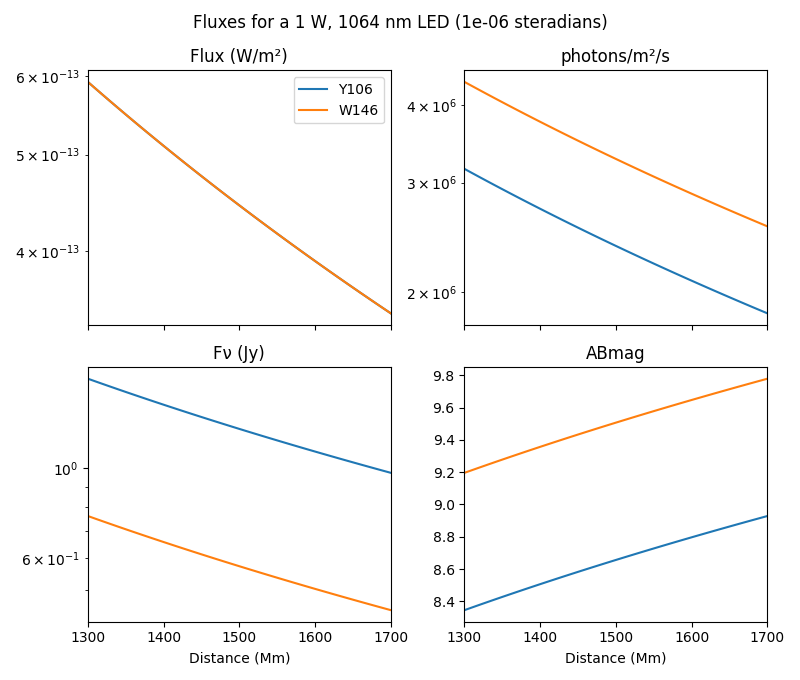 Fluxes for a 1 W, 1064 nm LED (1e-06 steradians)
Flux (W/m²)
6 × 10⁻¹³
5 × 10⁻¹³
4 × 10⁻¹³
Y106
W146
photons/m²/s
4 × 10⁶
3 × 10⁶
2 × 10⁶
Fν (Jy)
10⁰
6 × 10⁻¹
1300 1400 1500 1600 1700
Distance (Mm)
ABmag
9.8
9.6
9.4
9.2
9.0
8.8
8.6
8.4
1300 1400 1500 1600 1700
Distance (Mm)